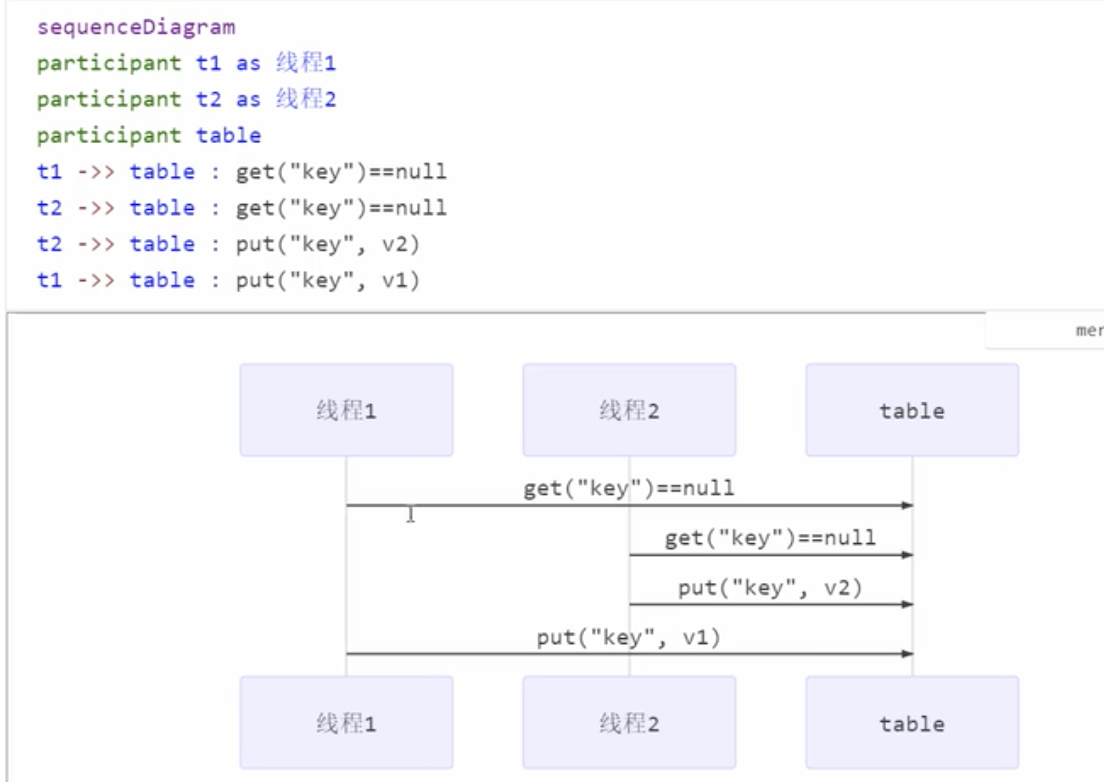 sequenceDiagram
participant t1 as 线程1
participant t2 as 线程2
participant table
t1 ->> table : get("key")==null
t2 ->> table : get("key")==null
t2 ->> table : put("key", v2)
t1 ->> table : put("key", v1)
线程1 线程2 table
get("key")==null
get("key")==null
put("key", v2)
put("key", v1)
线程1 线程2 table